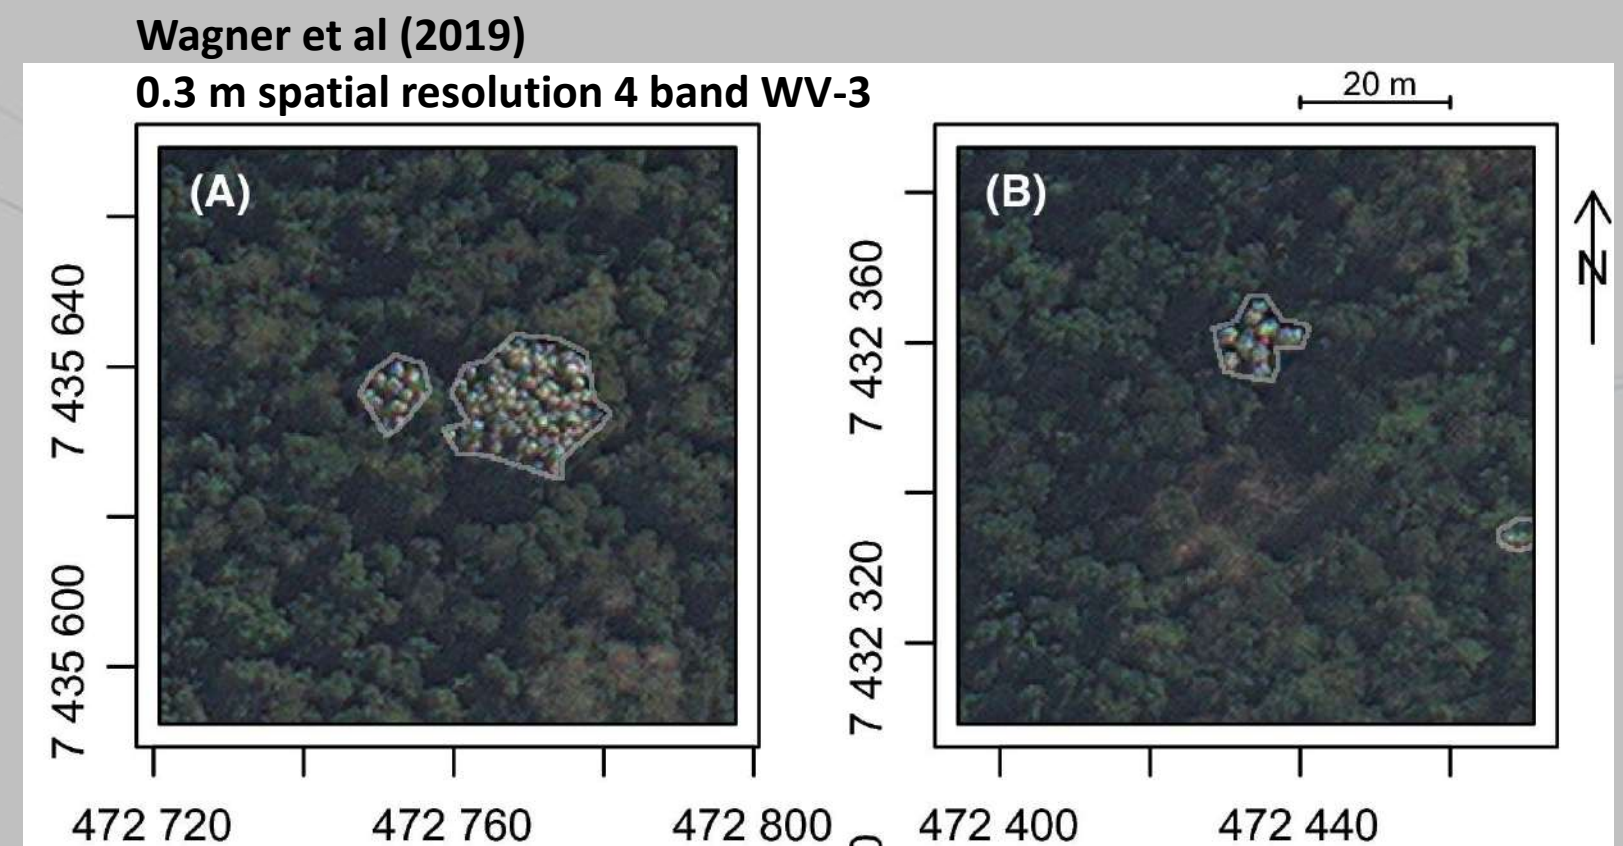 Wagner et al (2019)
0.3 m spatial resolution 4 band WV-3
20 m
(A)
(B)
N
7 435 640
7 435 600
7 432 360
7 432 320
472 720
472 760
472 800
472 400
472 440